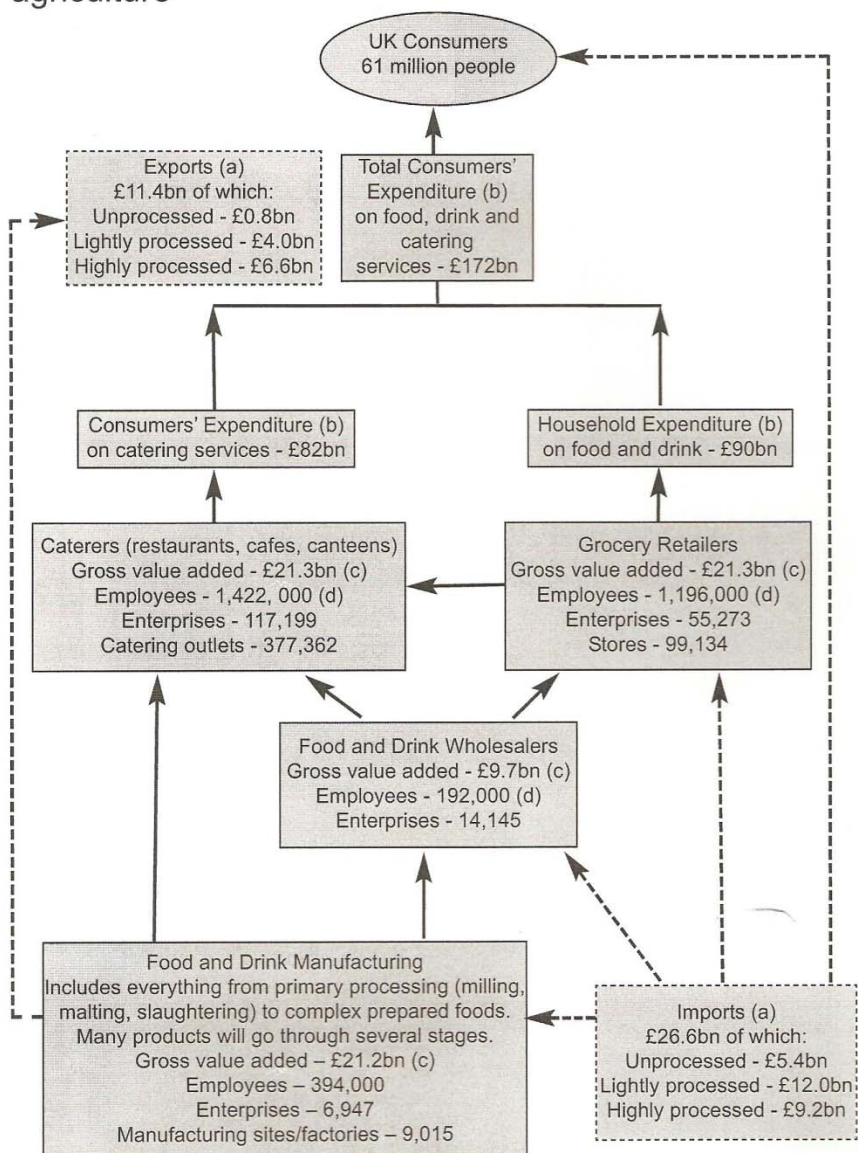 agriculture
UK Consumers
61 million people
Exports (a)
£11.4bn of which:
Unprocessed - £0.8bn
Lightly processed - £4.0bn
Highly processed - £6.6bn
Total Consumers'
Expenditure (b)
on food, drink and
catering
services - £172bn
Consumers' Expenditure (b)
on catering services - £82bn
Household Expenditure (b)
on food and drink - £90bn
Caterers (restaurants, cafes, canteens)
Gross value added - £21.3bn (c)
Employees - 1,422, 000 (d)
Enterprises - 117,199
Catering outlets - 377,362
Grocery Retailers
Gross value added - £21.3bn (c)
Employees - 1,196,000 (d)
Enterprises - 55,273
Stores - 99,134
Food and Drink Wholesalers
Gross value added - £9.7bn (c)
Employees - 192,000 (d)
Enterprises - 14,145
Food and Drink Manufacturing
Includes everything from primary processing (milling,
malting, slaughtering) to complex prepared foods.
Many products will go through several stages.
Gross value added – £21.2bn (c)
Employees – 394,000
Enterprises – 6,947
Manufacturing sites/factories – 9,015
Imports (a)
£26.6bn of which:
Unprocessed - £5.4bn
Lightly processed - £12.0bn
Highly processed - £9.2bn